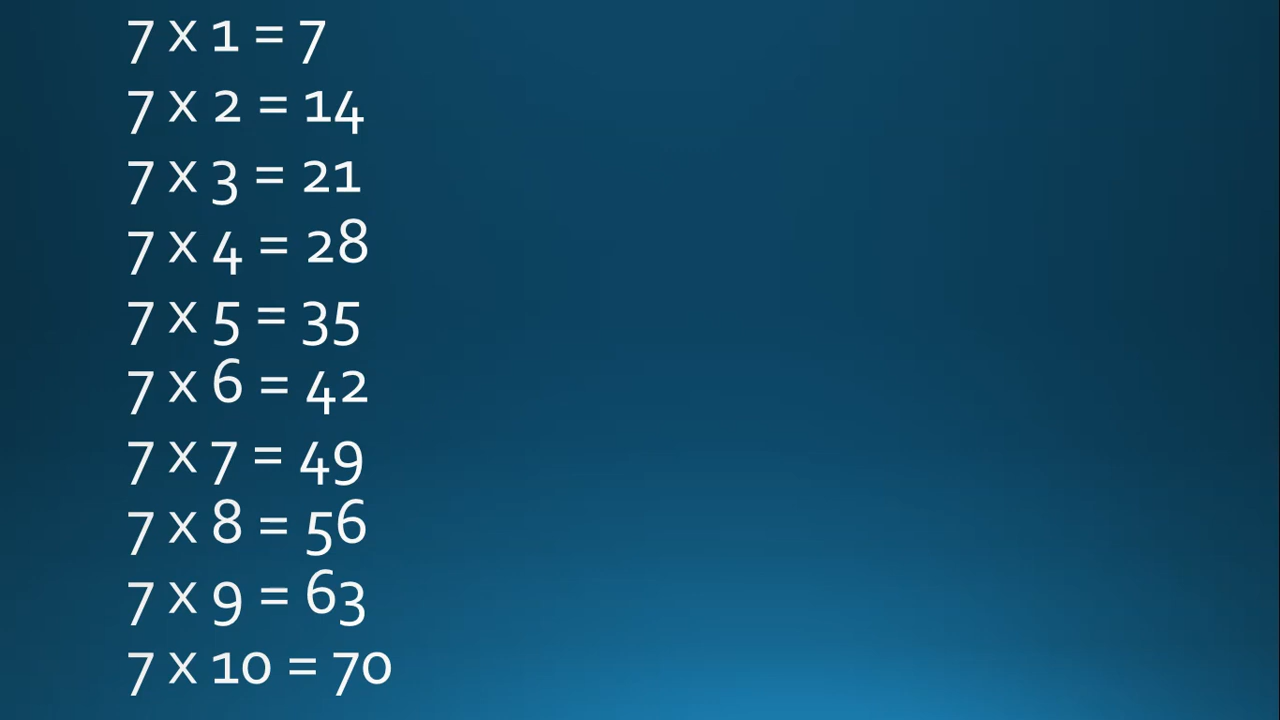 7 x 1 = 7
7 x 2 = 14
7 x 3 = 21
7 x 4 = 28
7 x 5 = 35
7 x 6 = 42
7 x 7 = 49
7 x 8 = 56
7 x 9 = 63
7 x 10 = 70